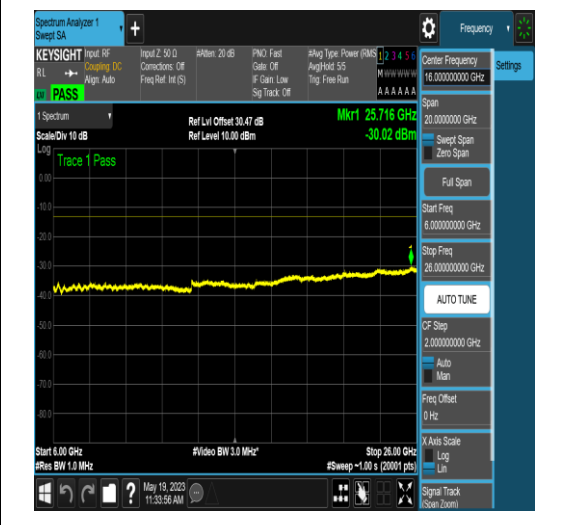 Spectrum Analyzer 1
Swept SA
+
Frequency
KEYSIGHT
RL
PASS
Input: RF
Coupling: DC
Align: Auto
Input Z: 50 Ω
Corrections: Off
Freq Ref: Int (S)
#Atten: 20 dB
PNO: Fast
Gate: Off
IF Gain: Low
Sig Track: Off
#Avg Type: Power (RMS
Avg|Hold: 5/5
Trig: Free Run
1 2 3 4 5 6
M W W W W W
A A A A A A
1 Spectrum
Scale/Div 10 dB
Ref Lvl Offset 30.47 dB
Ref Level 10.00 dBm
Mkr1 25.716 GHz
-30.02 dBm
Log
Trace 1 Pass
0.00
-10.0
-20.0
-30.0
-40.0
-50.0
-60.0
-70.0
-80.0
1
Start 6.00 GHz
#Res BW 1.0 MHz
#Video BW 3.0 MHz*
Stop 26.00 GHz
#Sweep ~1.00 s (20001 pts)
?
May 19, 2023
11:33:56 AM
Center Frequency
16.000000000 GHz
Settings
Span
20.0000000 GHz
Swept Span
Zero Span
Full Span
Start Freq
6.000000000 GHz
Stop Freq
26.000000000 GHz
AUTO TUNE
CF Step
2.000000000 GHz
Auto
Man
Freq Offset
0 Hz
X Axis Scale
Log
Lin
Signal Track
(Span Zoom)